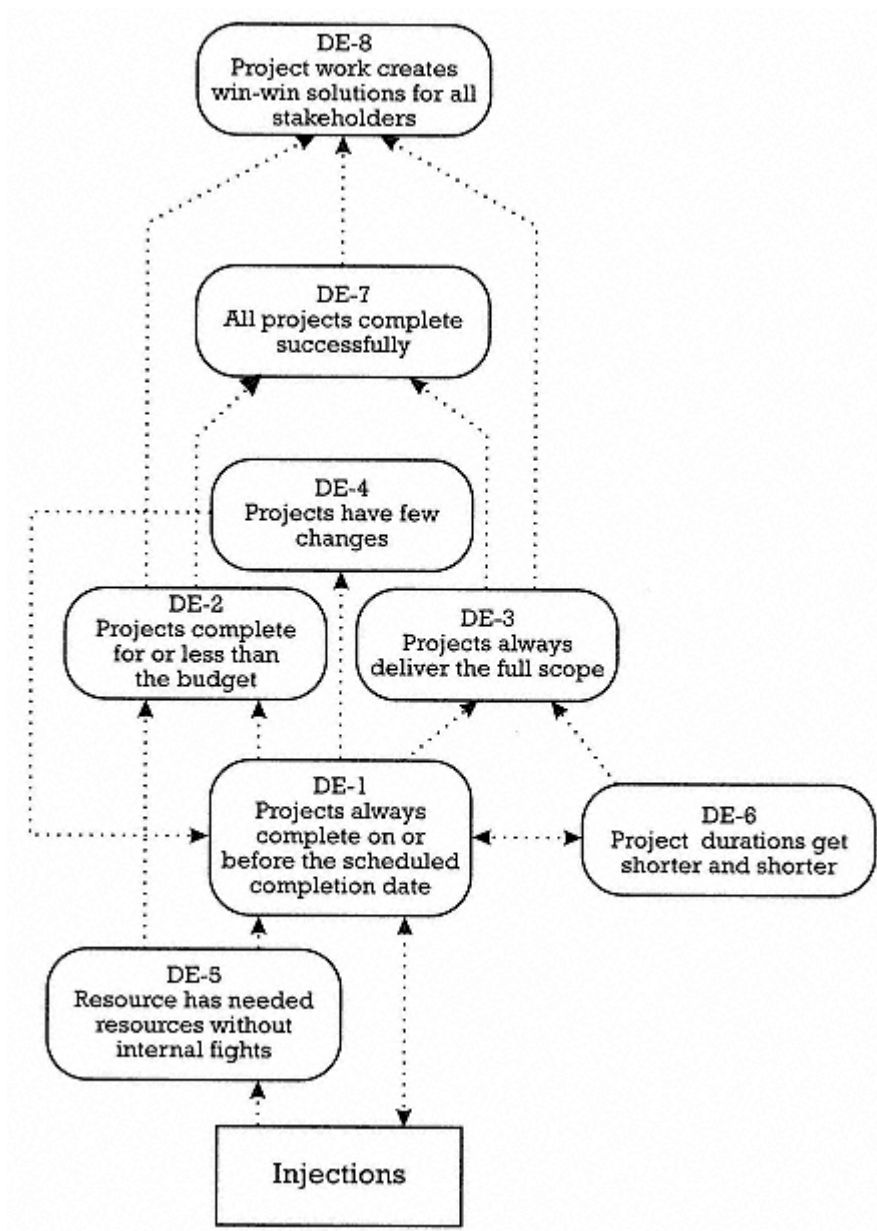 DE-8
Project work creates
win-win solutions for all
stakeholders
DE-7
All projects complete
successfully
DE-4
Projects have few
changes
DE-2
Projects complete
for or less than
the budget
DE-3
Projects always
deliver the full scope
DE-1
Projects always
complete on or
before the scheduled
completion date
DE-6
Project durations get
shorter and shorter
DE-5
Resource has needed
resources without
internal fights
Injections